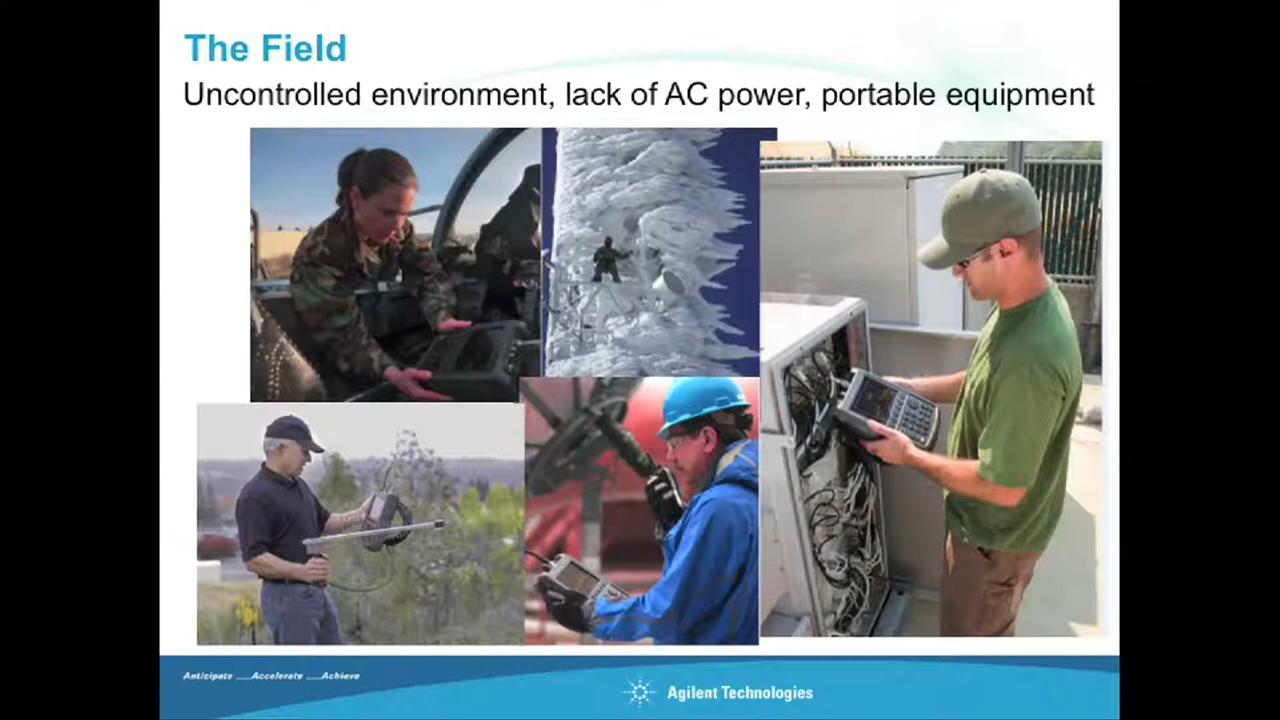 The Field
Uncontrolled environment, lack of AC power, portable equipment
Anticipate ___Accelerate ___Achieve
Agilent Technologies